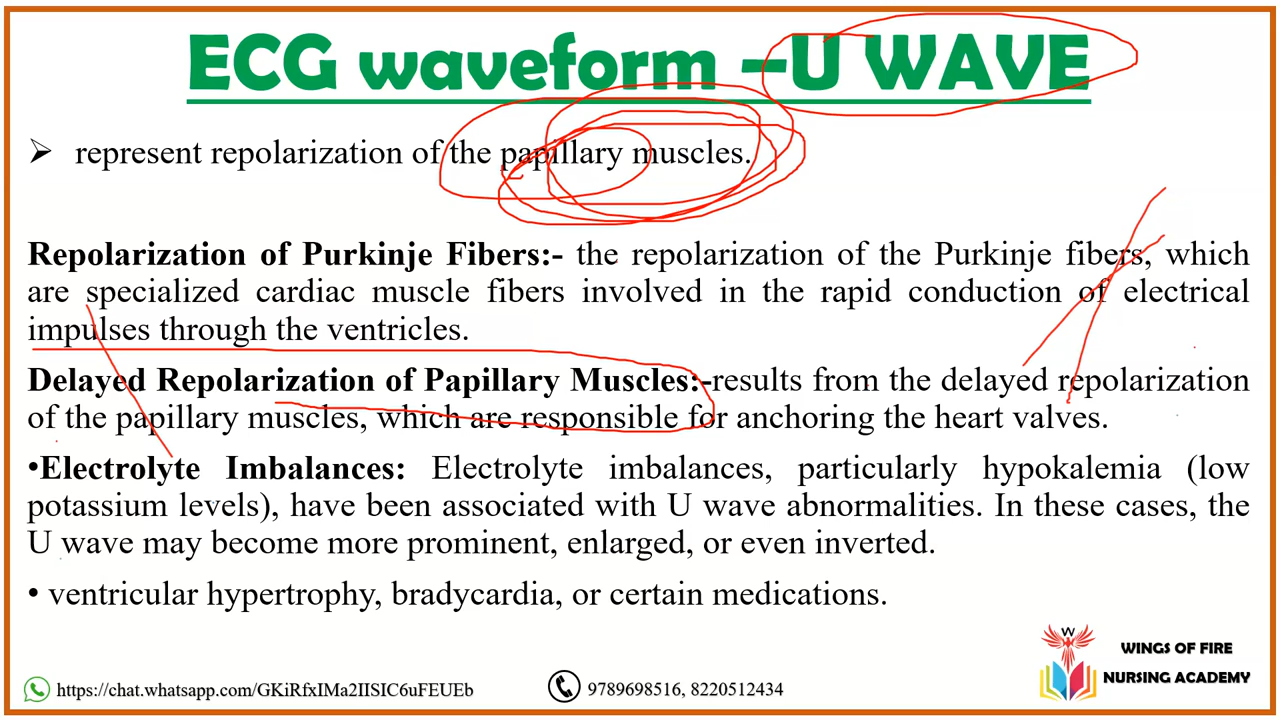 ECG waveform –U WAVE
➢ represent repolarization of the papillary muscles.
Repolarization of Purkinje Fibers:- the repolarization of the Purkinje fibers, which
are specialized cardiac muscle fibers involved in the rapid conduction of electrical
impulses through the ventricles.
Delayed Repolarization of Papillary Muscles:-results from the delayed repolarization
of the papillary muscles, which are responsible for anchoring the heart valves.
•Electrolyte Imbalances: Electrolyte imbalances, particularly hypokalemia (low
potassium levels), have been associated with U wave abnormalities. In these cases, the
U wave may become more prominent, enlarged, or even inverted.
• ventricular hypertrophy, bradycardia, or certain medications.
W
WINGS OF FIRE
NURSING ACADEMY
https://chat.whatsapp.com/GKiRfxIMa2IISIC6uFEUEb
9789698516, 8220512434